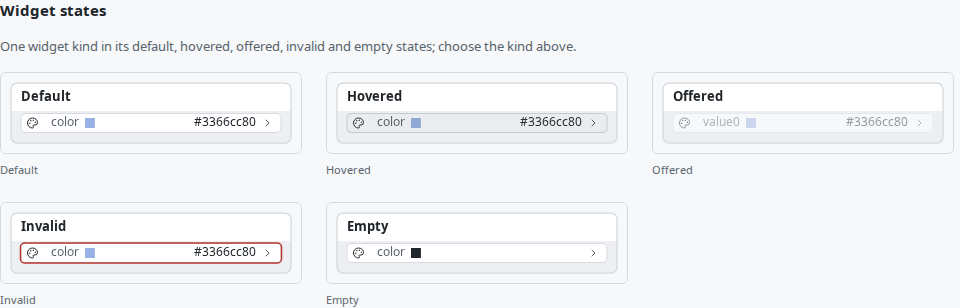 Widget states
One widget kind in its default, hovered, offered, invalid and empty states; choose the kind above.
Default
color #3366cc80
Default
Hovered
color #3366cc80
Hovered
Offered
value0 #3366cc80
Offered
Invalid
color #3366cc80
Invalid
Empty
color
Empty